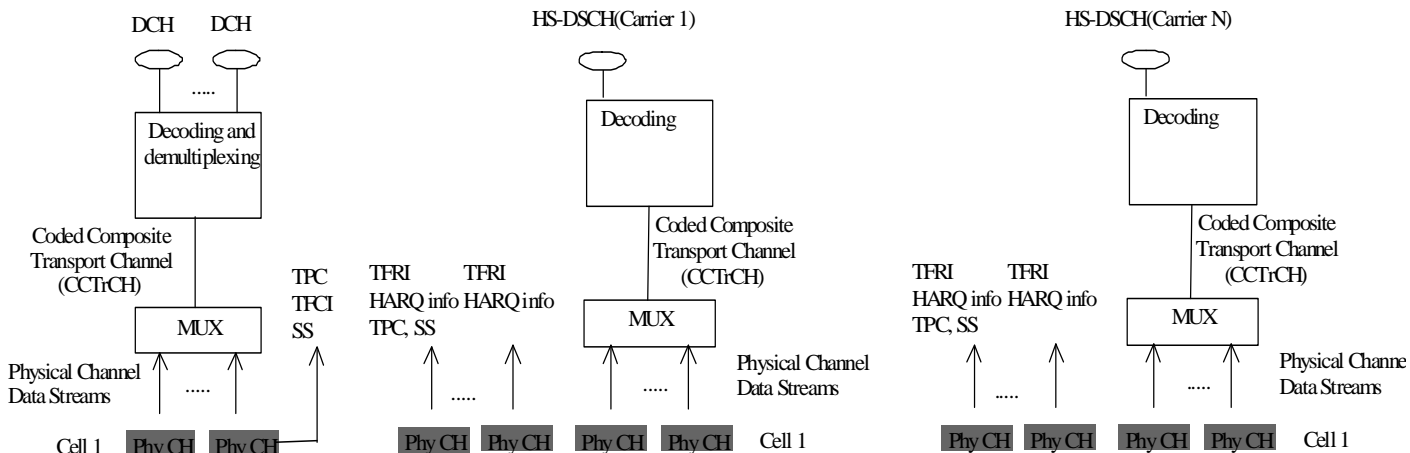 DCH DCH
.....
Decoding and
demultiplexing
Coded Composite
Transport Channel
(CCTrCH)
TPC
TFCI
SS
MUX
Physical Channel
Data Streams
.....
Cell 1 Phy CH Phy CH
HS-DSCH(Carrier 1)
Decoding
Coded Composite
Transport Channel
(CCTrCH)
TFRI TFRI
HARQ info HARQ info
TPC, SS
MUX
Physical Channel
Data Streams
..... .....
Phy CH Phy CH Phy CH Phy CH Cell 1
HS-DSCH(Carrier N)
Decoding
Coded Composite
Transport Channel
(CCTrCH)
TFRI TFRI
HARQ info HARQ info
TPC, SS
MUX
Physical Channe
Data Streams
..... .....
Phy CH Phy CH Phy CH Phy CH Cell 1